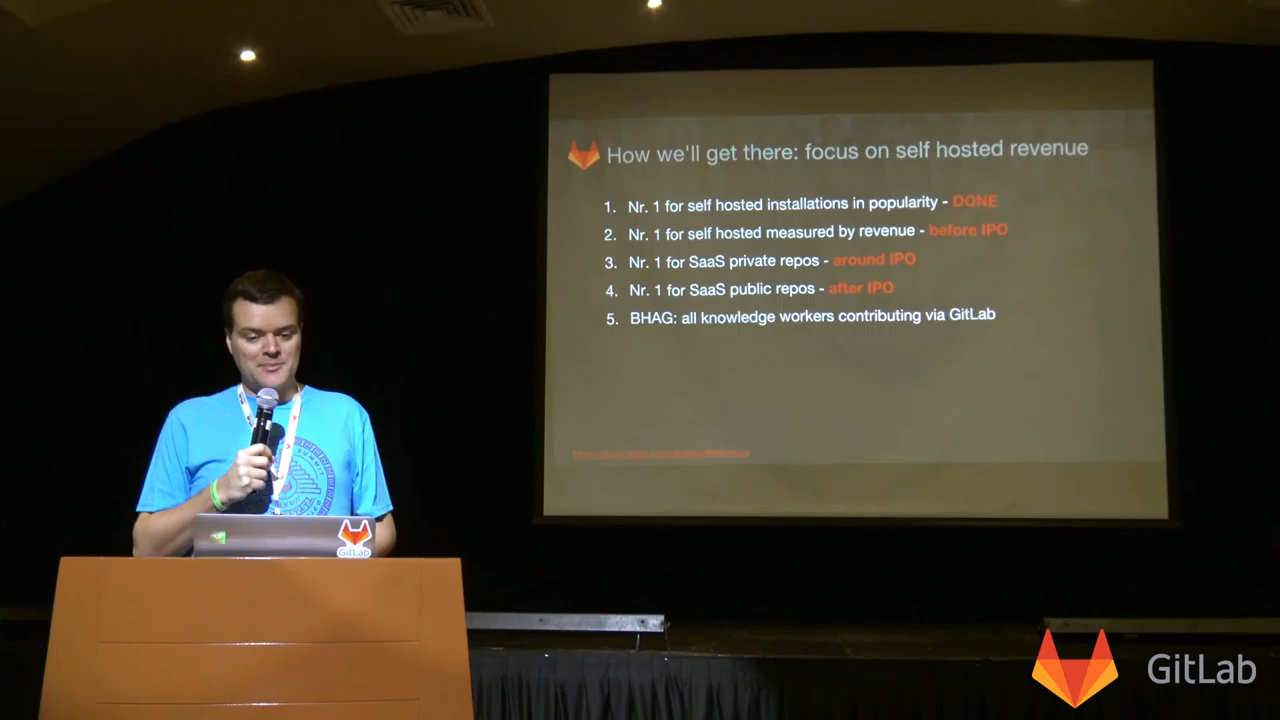 How we'll get there: focus on self hosted revenue
1. Nr. 1 for self hosted installations in popularity - DONE
2. Nr. 1 for self hosted measured by revenue - before IPO
3. Nr. 1 for SaaS private repos - around IPO
4. Nr. 1 for SaaS public repos - after IPO
5. BHAG: all knowledge workers contributing via GitLab
SUMMIT
GitLab
GitLab